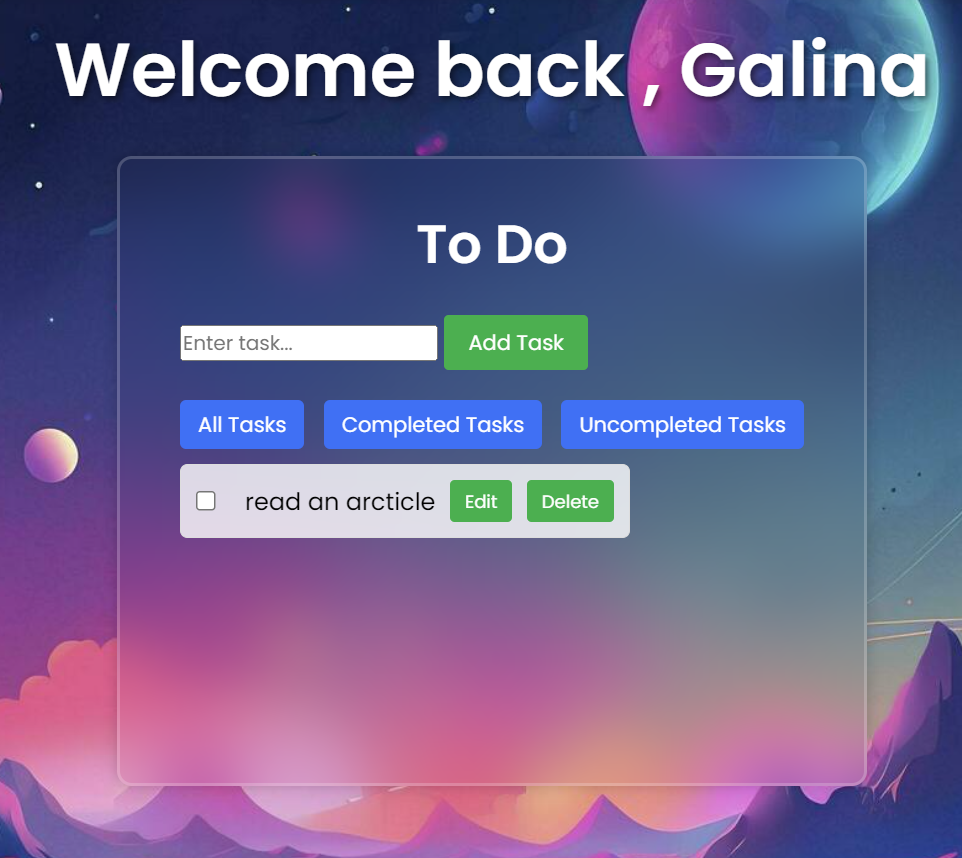 Welcome back , Galina
To Do
Enter task... Add Task
All Tasks Completed Tasks Uncompleted Tasks
read an arcticle Edit Delete